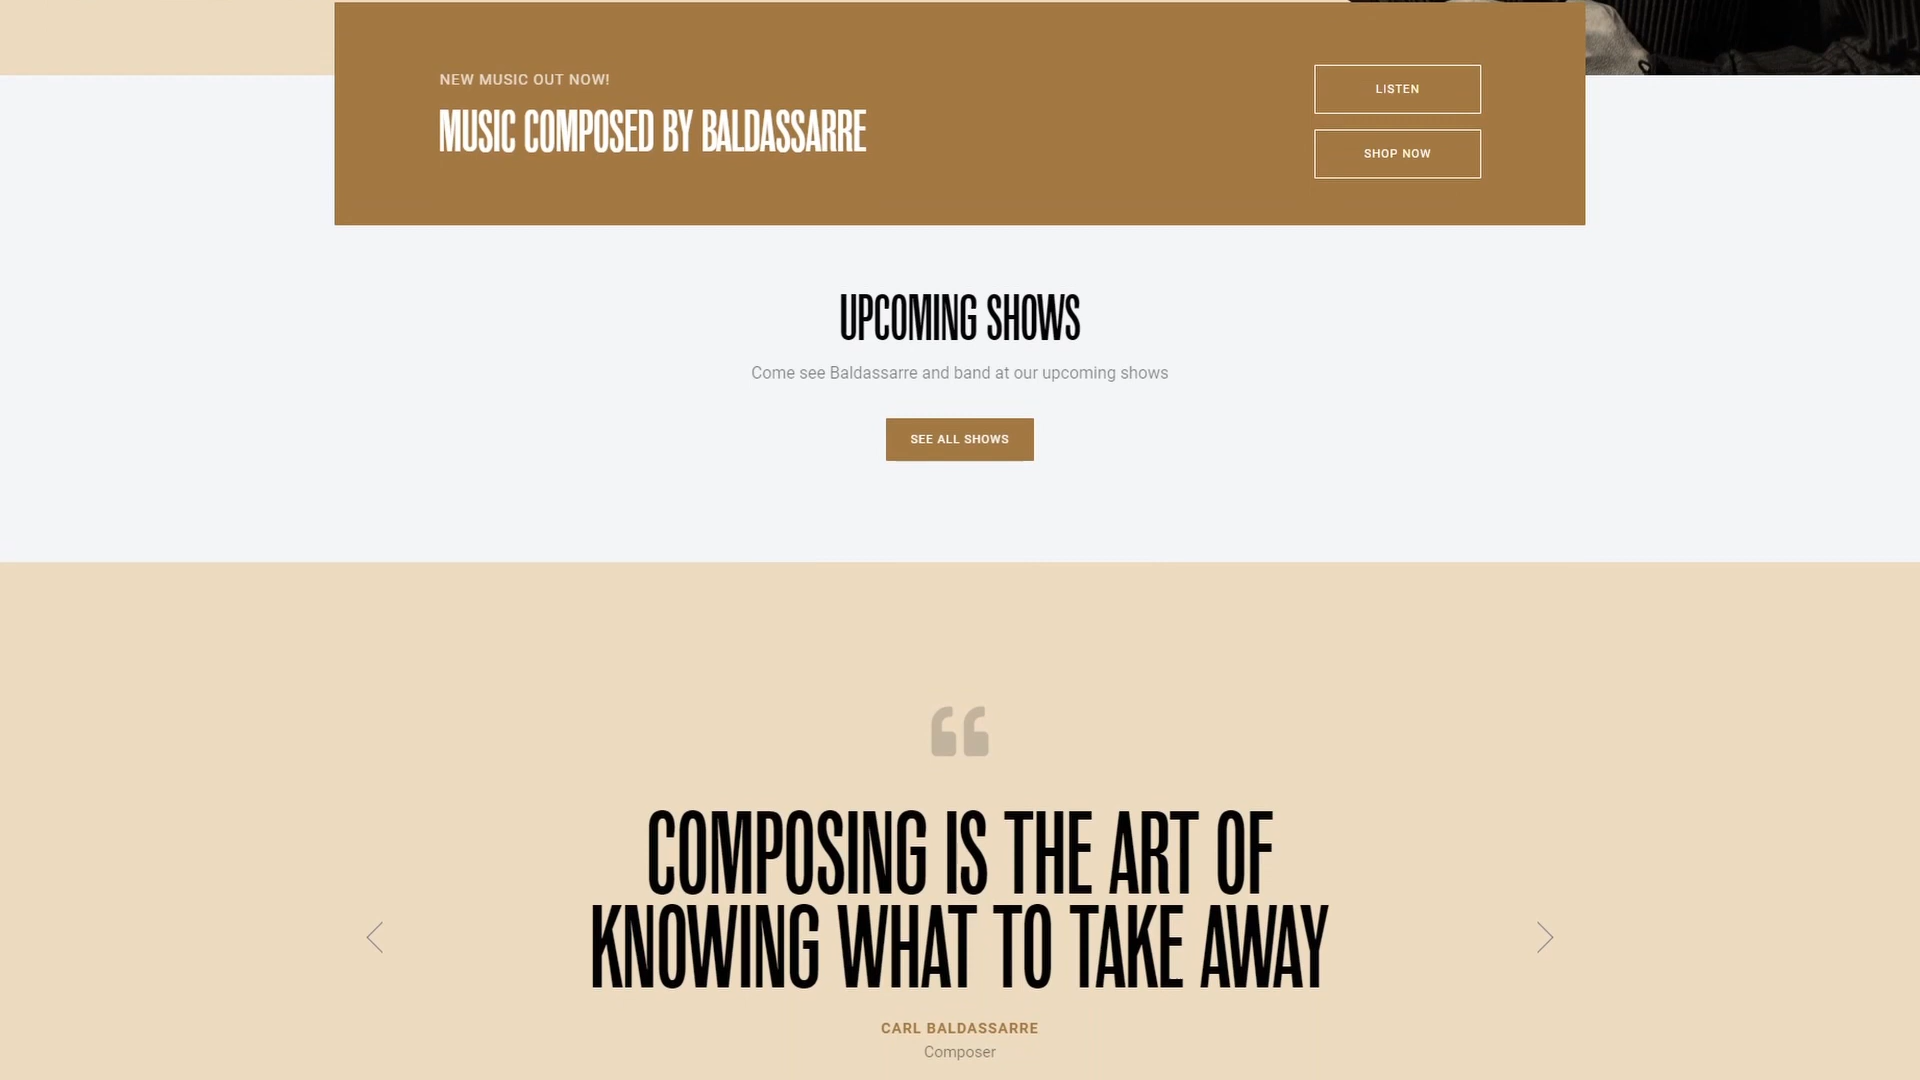 NEW MUSIC OUT NOW!
MUSIC COMPOSED BY BALDASSARRE
LISTEN
SHOP NOW
UPCOMING SHOWS
Come see Baldassarre and band at our upcoming shows
SEE ALL SHOWS
“
COMPOSING IS THE ART OF
KNOWING WHAT TO TAKE AWAY
CARL BALDASSARRE
Composer